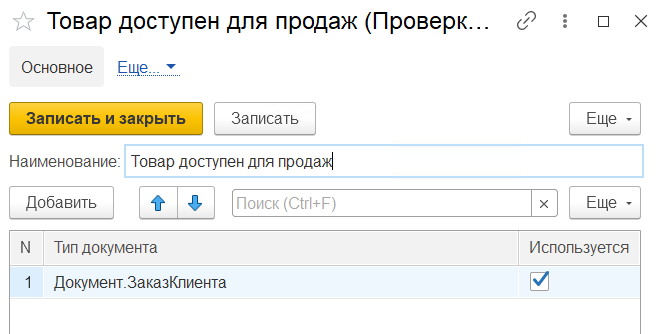 Товар доступен для продаж (Проверк...
Основное Еще...
Записать и закрыть Записать Еще
Наименование: Товар доступен для продаж
Добавить Поиск (Ctrl+F) × Еще
N Тип документа Используется
1 Документ.ЗаказКлиента